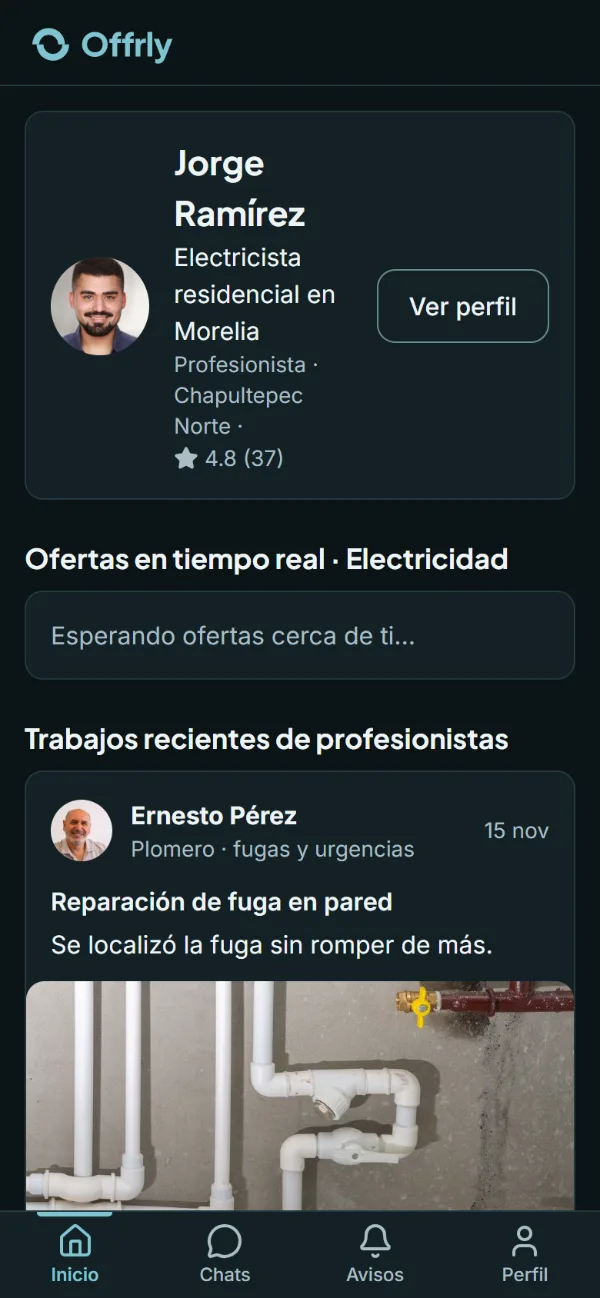 Offrly
Jorge
Ramírez
Electricista
residencial en
Morelia
Profesionista ·
Chapultepec
Norte ·
4.8 (37)
Ver perfil
Ofertas en tiempo real · Electricidad
Esperando ofertas cerca de ti...
Trabajos recientes de profesionistas
Ernesto Pérez
Plomero · fugas y urgencias
15 nov
Reparación de fuga en pared
Se localizó la fuga sin romper de más.
Inicio
Chats
Avisos
Perfil